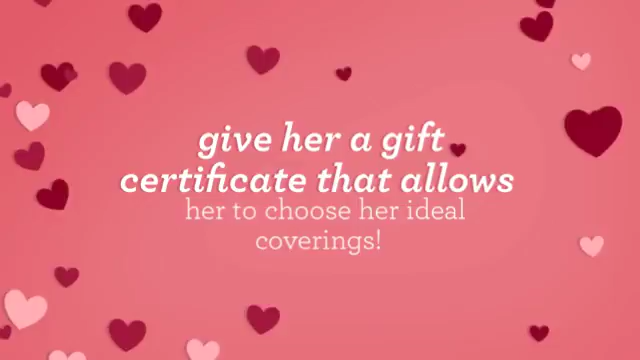 give her a gift
certificate that allows
her to choose her ideal
coverings!